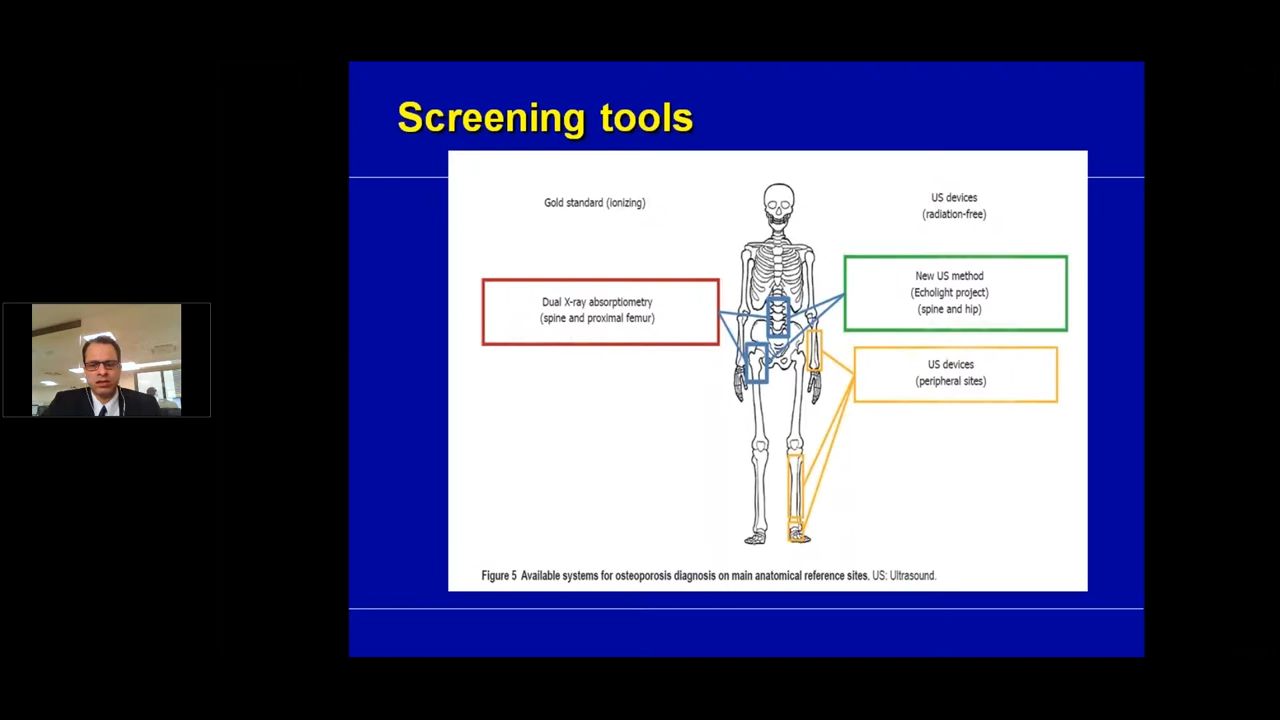 Screening tools
Gold standard (ionizing)
US devices
(radiation-free)
Dual X-ray absorptiometry
(spine and proximal femur)
New US method
(Echolight project)
(spine and hip)
US devices
(peripheral sites)
Figure 5 Available systems for osteoporosis diagnosis on main anatomical reference sites. US: Ultrasound.